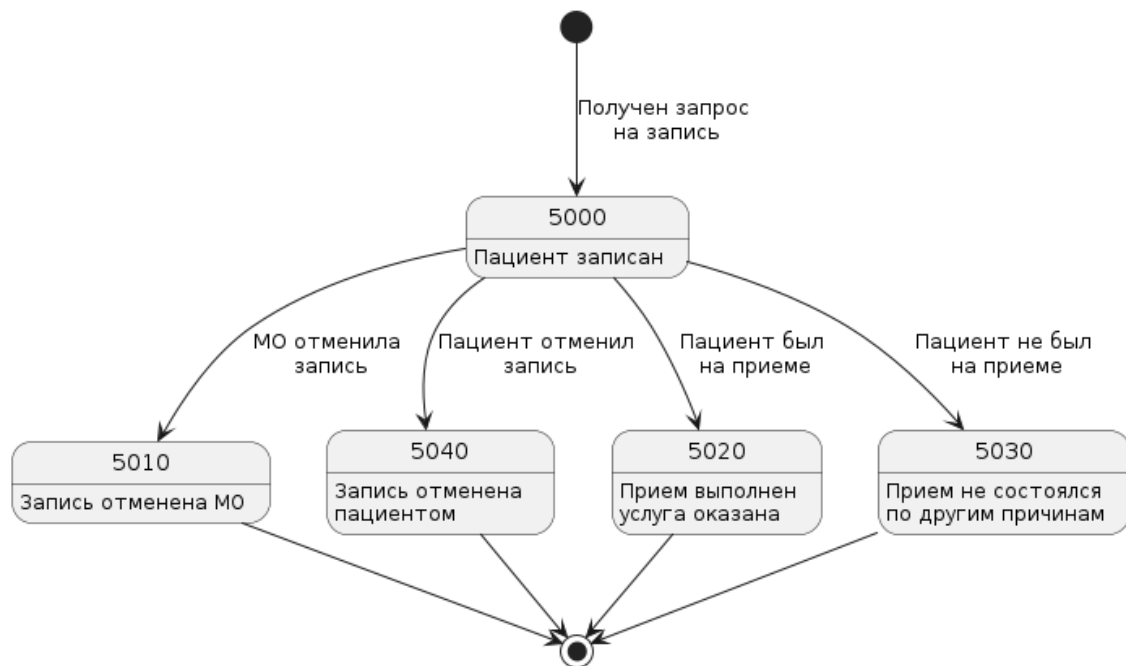 Получен запрос
на запись
5000
Пациент записан
МО отменила
запись
Пациент отменил
запись
Пациент был
на приеме
Пациент не был
на приеме
5010
Запись отменена МО
5040
Запись отменена
пациентом
5020
Прием выполнен
услуга оказана
5030
Прием не состоялся
по другим причинам